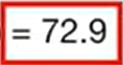 = 72.9